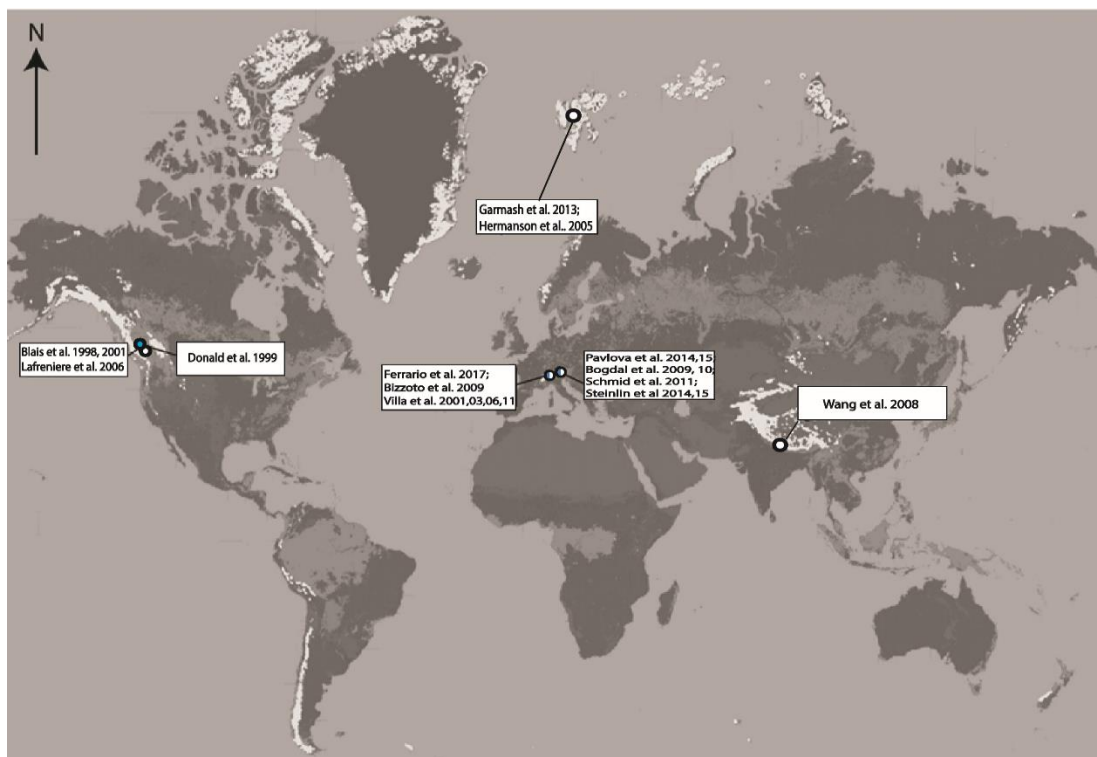 N
Garmash et al. 2013;
Hermanson et al.. 2005
Blais et al. 1998, 2001
Lafreniere et al. 2006
Donald et al. 1999
Ferrario et al. 2017;
Bizzoto et al. 2009
Villa et al. 2001,03,06,11
Pavlova et al. 2014,15
Bogdal et al. 2009, 10;
Schmid et al. 2011;
Steinlin et al 2014,15
Wang et al. 2008